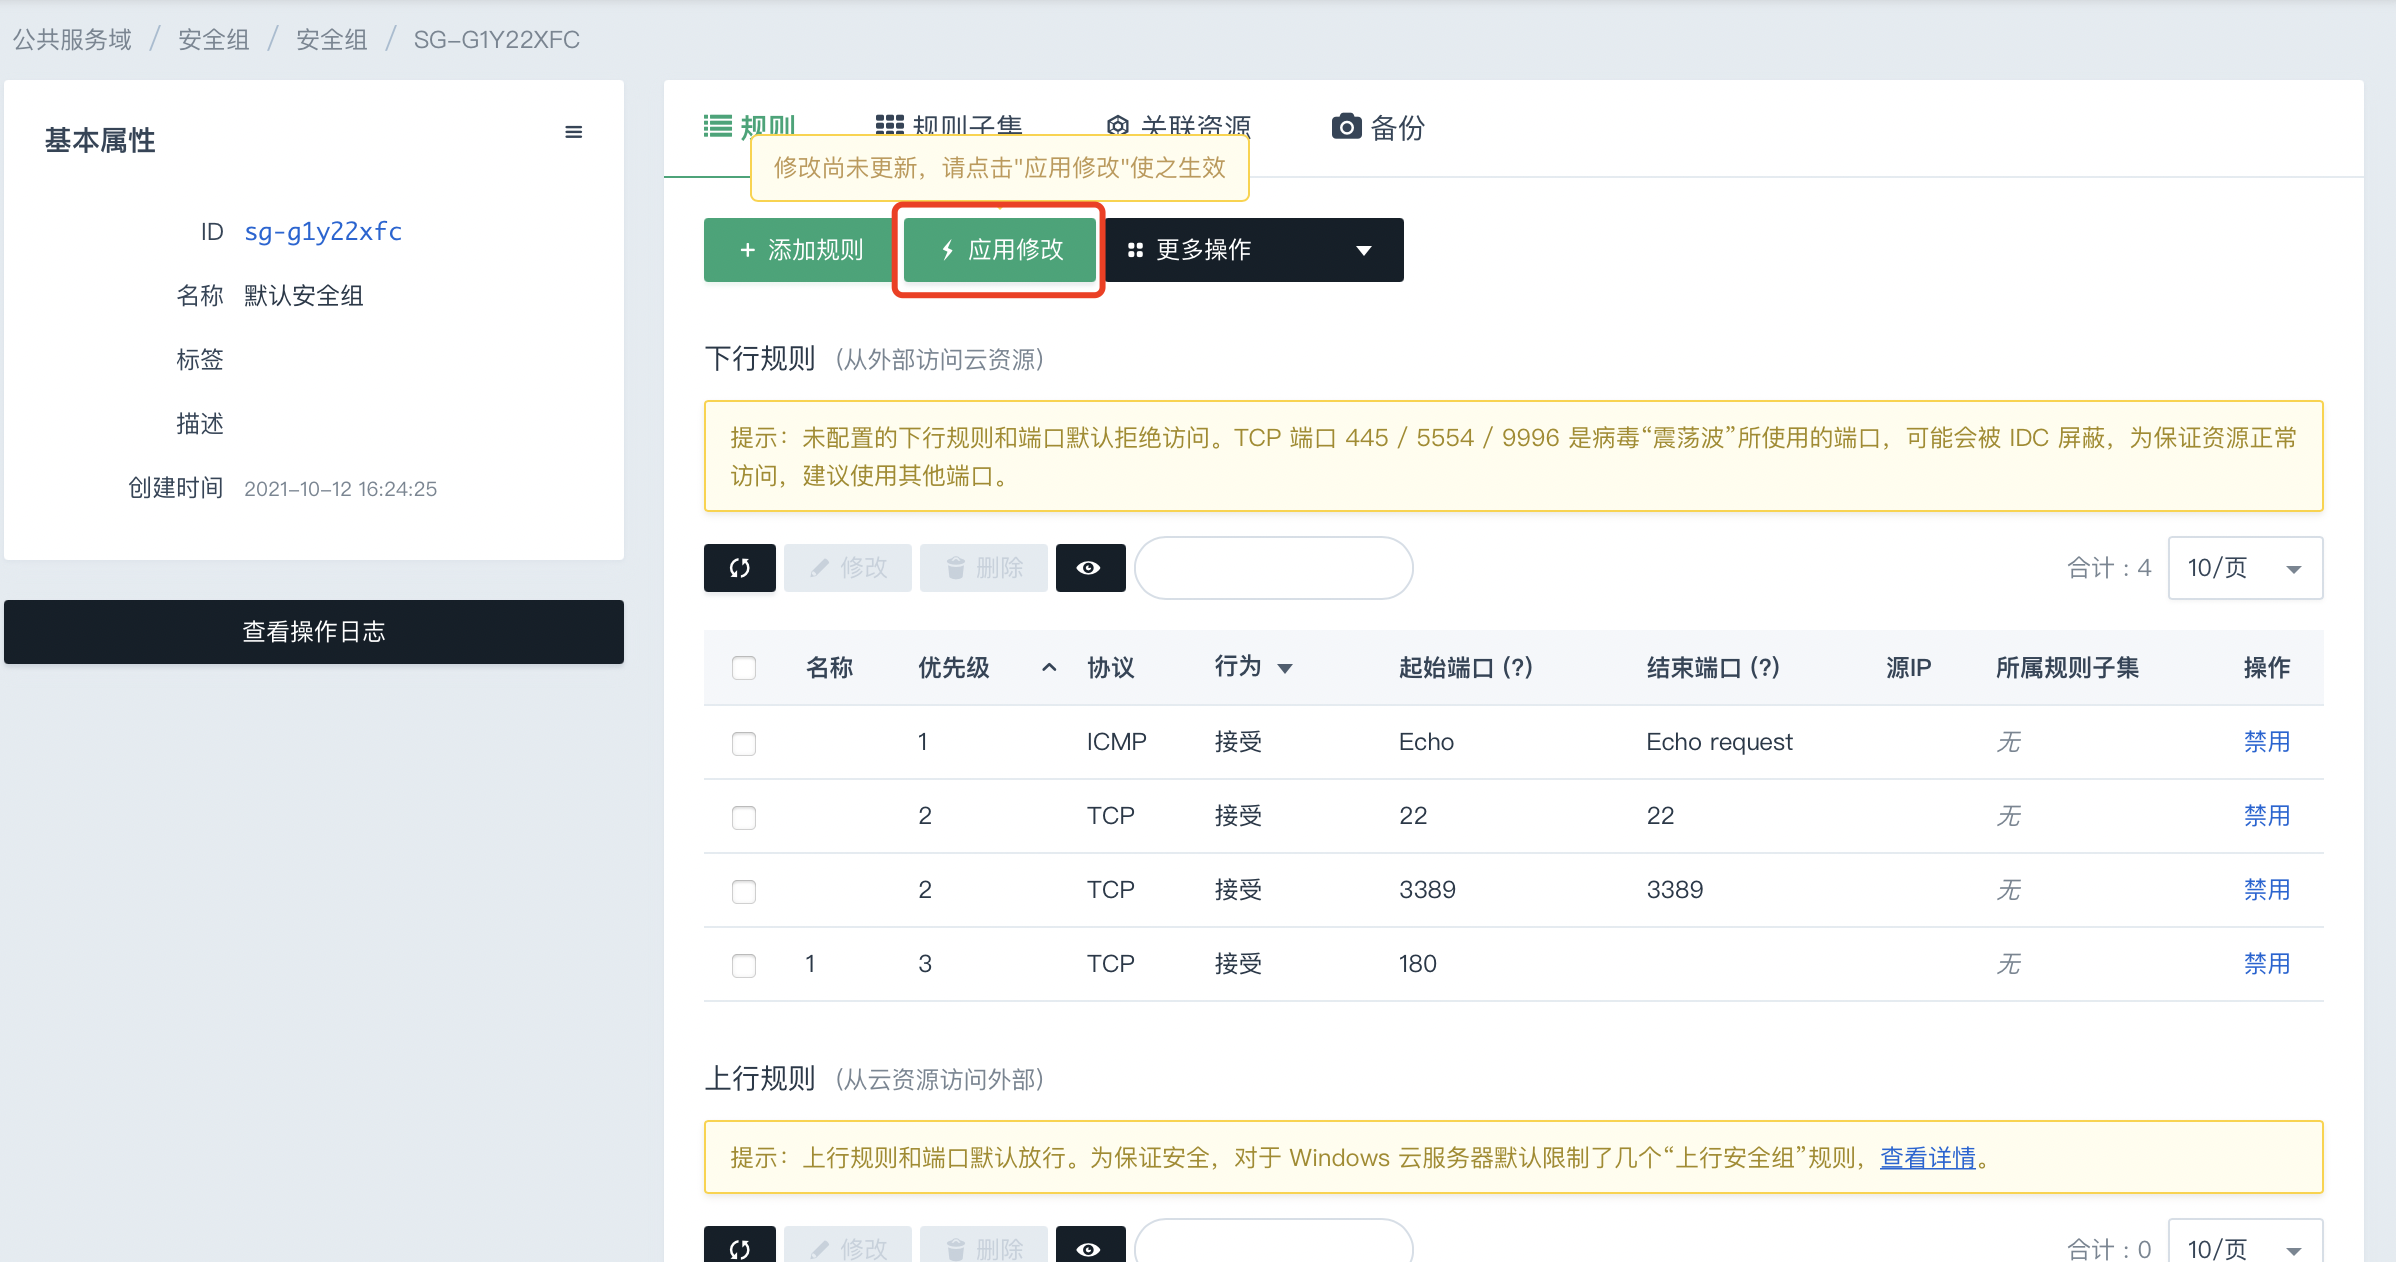 公共服务域 / 安全组 / 安全组 / SG-G1Y22XFC
基本属性
ID sg-g1y22xfc
名称 默认安全组
标签
描述
创建时间 2021-10-12 16:24:25
查看操作日志
规则 规则子集 关联资源 备份
修改尚未更新，请点击"应用修改"使之生效
+ 添加规则 应用修改 更多操作
下行规则 (从外部访问云资源)
提示：未配置的下行规则和端口默认拒绝访问。TCP 端口 445 / 5554 / 9996 是病毒“震荡波”所使用的端口，可能会被 IDC 屏蔽，为保证资源正常
访问，建议使用其他端口。
修改 删除 合计 : 4 10/页
名称 优先级 协议 行为 起始端口 (?) 结束端口 (?) 源IP 所属规则子集 操作
1 ICMP 接受 Echo Echo request 无 禁用
2 TCP 接受 22 22 无 禁用
2 TCP 接受 3389 3389 无 禁用
1 3 TCP 接受 180 无 禁用
上行规则 (从云资源访问外部)
提示：上行规则和端口默认放行。为保证安全，对于 Windows 云服务器默认限制了几个“上行安全组”规则，查看详情。
修改 删除 合计 : 0 10/页